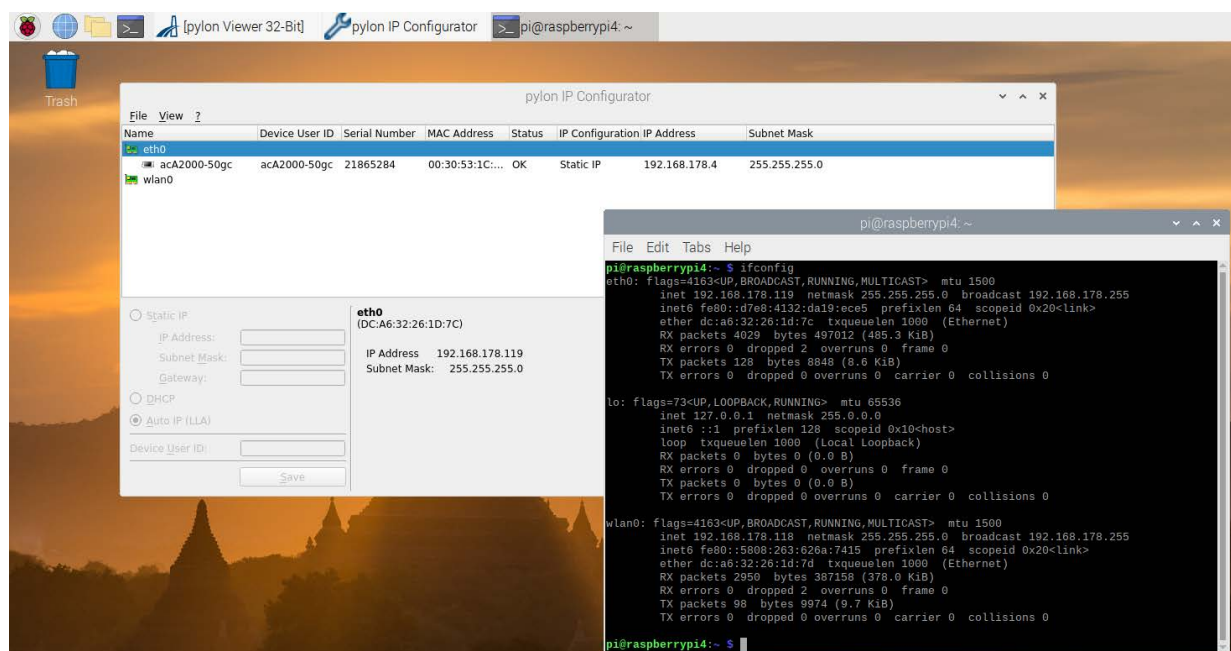 [pylon Viewer 32-Bit] pylon IP Configurator pi@raspberrypi4: ~
Trash
pylon IP Configurator
File View ?
Name Device User ID Serial Number MAC Address Status IP Configuration IP Address Subnet Mask
eth0
acA2000-50gc acA2000-50gc 21865284 00:30:53:1C:... OK Static IP 192.168.178.4 255.255.255.0
wlan0
Static IP
IP Address:
Subnet Mask:
Gateway:
DHCP
Auto IP (LLA)
Device User ID:
Save
eth0
(DC:A6:32:26:1D:7C)
IP Address 192.168.178.119
Subnet Mask: 255.255.255.0
pi@raspberrypi4: ~
File Edit Tabs Help
pi@raspberrypi4:~ $ ifconfig
eth0: flags=4163<UP,BROADCAST,RUNNING,MULTICAST> mtu 1500
inet 192.168.178.119 netmask 255.255.255.0 broadcast 192.168.178.255
inet6 fe80::d7e8:4132:da19:ece5 prefixlen 64 scopeid 0x20<link>
ether dc:a6:32:26:1d:7c txqueuelen 1000 (Ethernet)
RX packets 4029 bytes 497012 (485.3 KiB)
RX errors 0 dropped 2 overruns 0 frame 0
TX packets 128 bytes 8848 (8.6 KiB)
TX errors 0 dropped 0 overruns 0 carrier 0 collisions 0
lo: flags=73<UP,LOOPBACK,RUNNING> mtu 65536
inet 127.0.0.1 netmask 255.0.0.0
inet6 ::1 prefixlen 128 scopeid 0x10<host>
loop txqueuelen 1000 (Local Loopback)
RX packets 0 bytes 0 (0.0 B)
RX errors 0 dropped 0 overruns 0 frame 0
TX packets 0 bytes 0 (0.0 B)
TX errors 0 dropped 0 overruns 0 carrier 0 collisions 0
wlan0: flags=4163<UP,BROADCAST,RUNNING,MULTICAST> mtu 1500
inet 192.168.178.118 netmask 255.255.255.0 broadcast 192.168.178.255
inet6 fe80::5808:263:626a:7415 prefixlen 64 scopeid 0x20<link>
ether dc:a6:32:26:1d:7d txqueuelen 1000 (Ethernet)
RX packets 2950 bytes 387158 (378.0 KiB)
RX errors 0 dropped 2 overruns 0 frame 0
TX packets 98 bytes 9974 (9.7 KiB)
TX errors 0 dropped 0 overruns 0 carrier 0 collisions 0
pi@raspberrypi4:~ $